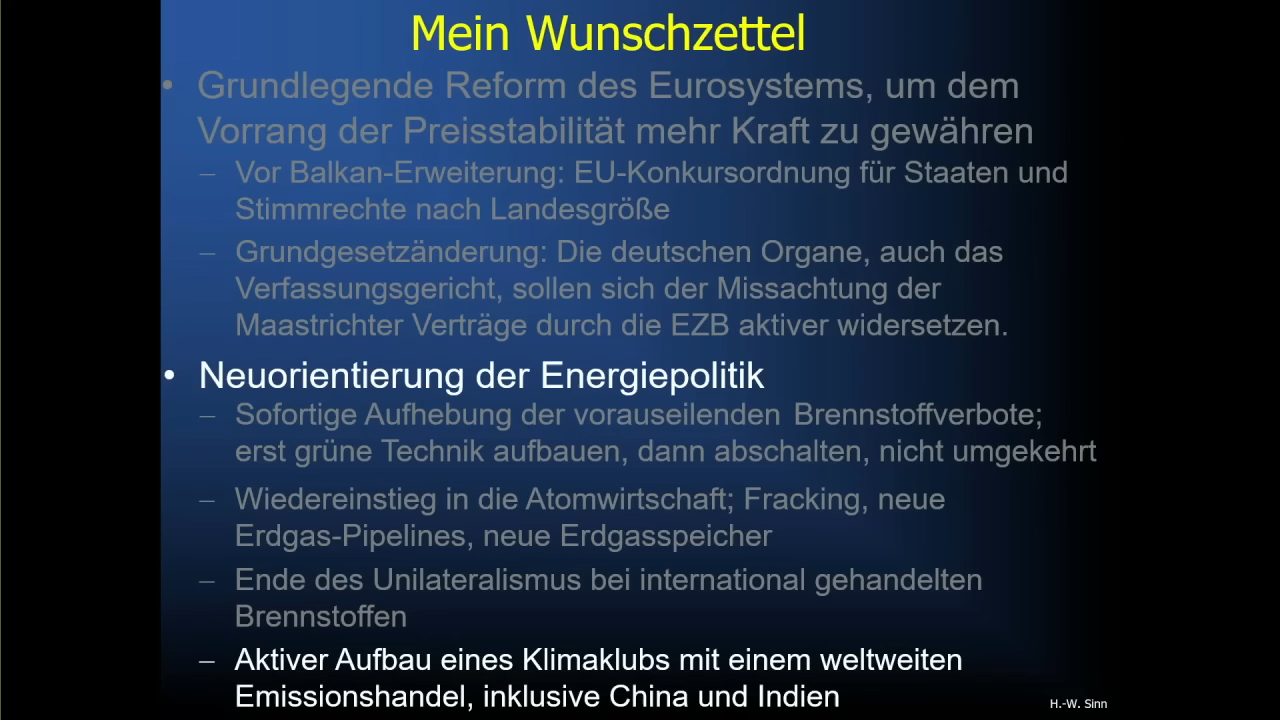 Mein Wunschzettel
• Grundlegende Reform des Eurosystems, um dem
Vorrang der Preisstabilität mehr Kraft zu gewähren
– Vor Balkan-Erweiterung: EU-Konkursordnung für Staaten und
Stimmrechte nach Landesgröße
– Grundgesetzänderung: Die deutschen Organe, auch das
Verfassungsgericht, sollen sich der Missachtung der
Maastrichter Verträge durch die EZB aktiver widersetzen.
• Neuorientierung der Energiepolitik
– Sofortige Aufhebung der vorauseilenden Brennstoffverbote;
erst grüne Technik aufbauen, dann abschalten, nicht umgekehrt
– Wiedereinstieg in die Atomwirtschaft; Fracking, neue
Erdgas-Pipelines, neue Erdgasspeicher
– Ende des Unilateralismus bei international gehandelten
Brennstoffen
– Aktiver Aufbau eines Klimaklubs mit einem weltweiten
Emissionshandel, inklusive China und Indien
H.-W. Sinn